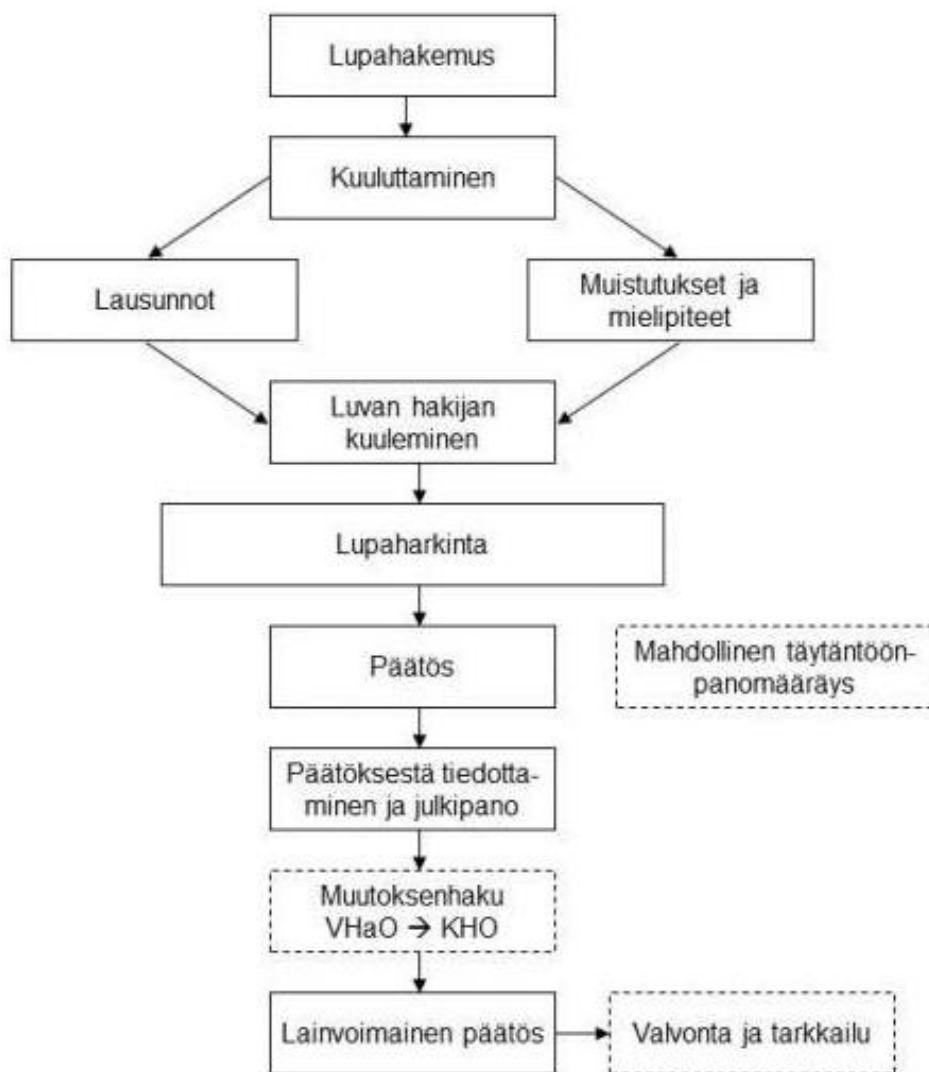 Lupahakemus
Kuuluttaminen
Lausunnot
Muistutukset ja
mielipiteet
Luvan hakijan
kuuleminen
Lupaharkinta
Päätös
Mahdollinen täytäntöön-
panomääräys
Päätöksestä tiedotta-
minen ja julkipano
Muutoksenhaku
VHaO → KHO
Lainvoimainen päätös
Valvonta ja tarkkailu